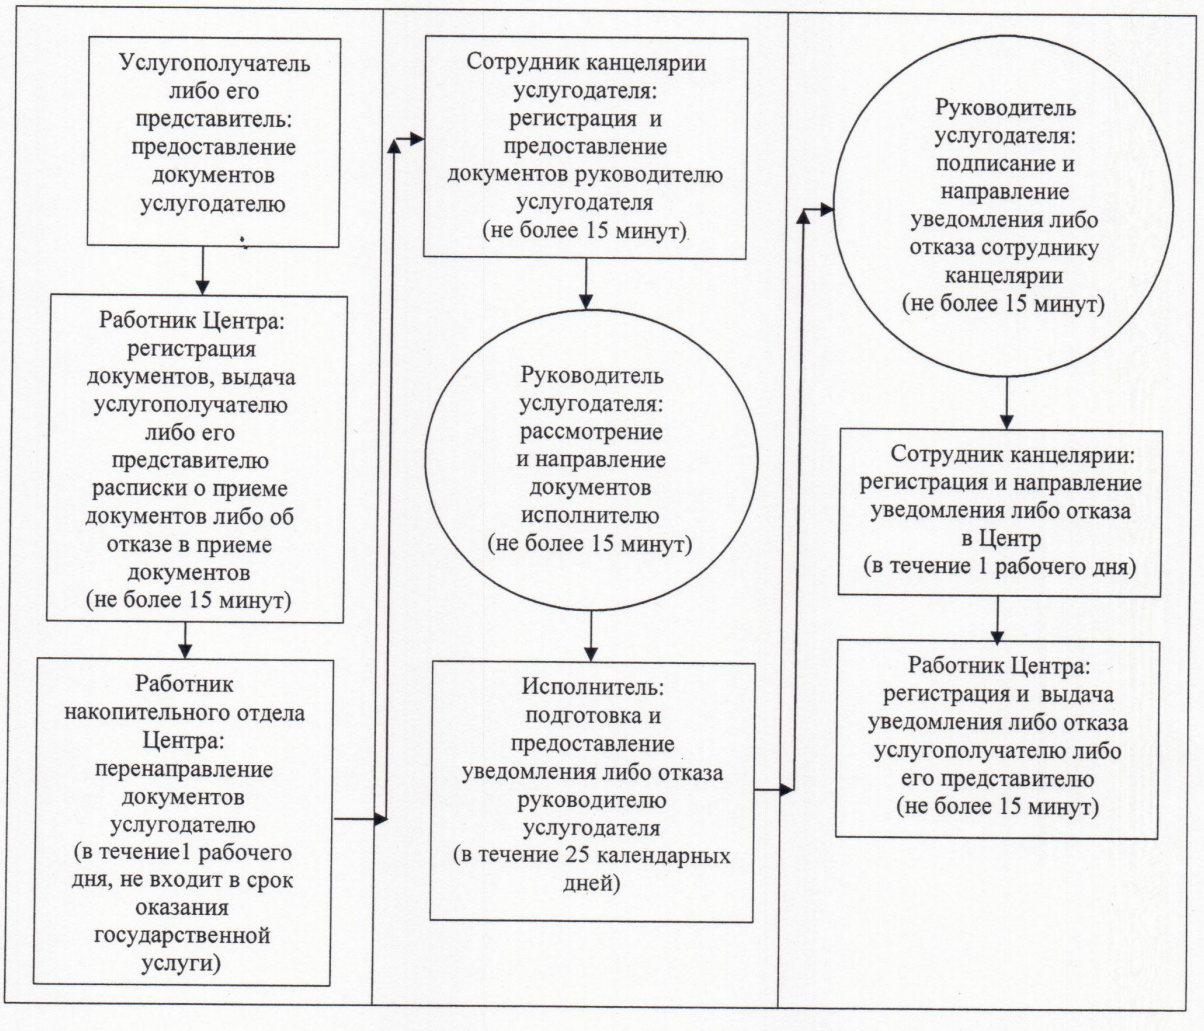 Услугополучатель
либо его
представитель:
предоставление
документов
услугодателю
Работник Центра:
регистрация
документов, выдача
услугополучателю
либо его
представителю
расписки о приеме
документов либо об
отказе в приеме
документов
(не более 15 минут)
Работник
накопительного отдела
Центра:
перенаправление
документов
услугодателю
(в течение1 рабочего
дня, не входит в срок
оказания
государственной
услуги)
Сотрудник канцелярии
услугодателя:
регистрация и
предоставление
документов руководителю
услугодателя
(не более 15 минут)
Руководитель
услугодателя:
рассмотрение
и направление
документов
исполнителю
(не более 15 минут)
Исполнитель:
подготовка и
предоставление
уведомления либо отказа
руководителю
услугодателя
(в течение 25 календарных
дней)
Руководитель
услугодателя:
подписание и
направление
уведомления либо
отказа сотруднику
канцелярии
(не более 15 минут)
Сотрудник канцелярии:
регистрация и направление
уведомления либо отказа
в Центр
(в течение 1 рабочего дня)
Работник Центра:
регистрация и выдача
уведомления либо отказа
услугополучателю либо
его представителю
(не более 15 минут)